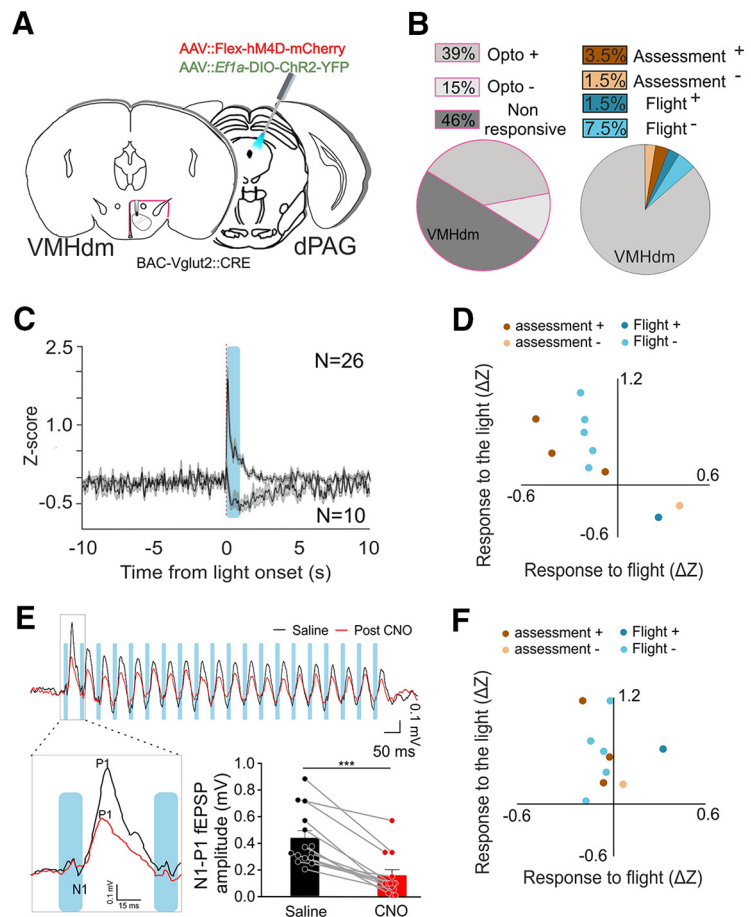 A
AAV::Flex-hM4D-mCherry
AAV::Ef1a-DIO-ChR2-YFP
VMHdm
dPAG
BAC-Vglut2::CRE
B
39% Opto +
15% Opto -
46% Non
responsive
3.5% Assessment +
1.5% Assessment -
1.5% Flight +
7.5% Flight -
VMHdm
VMHdm
C
2.5
1.0
-0.5
Z-score
N=26
N=10
-10
-5
0
5
10
Time from light onset (s)
D
assessment + Flight +
assessment - Flight -
Response to the light (ΔZ)
1.2
0.6
-0.6
-0.6
Response to flight (ΔZ)
E
Saline Post CNO
0.1 mV
50 ms
P1
P1
N1
0.1 mV
15 ms
N1-P1 fEPSP
amplitude (mV)
1.0
0.8
0.6
0.4
0.2
0.0
***
Saline
CNO
F
assessment + Flight +
assessment - Flight -
Response to the light (ΔZ)
1.2
-0.6
0.6
-0.6
Response to flight (ΔZ)